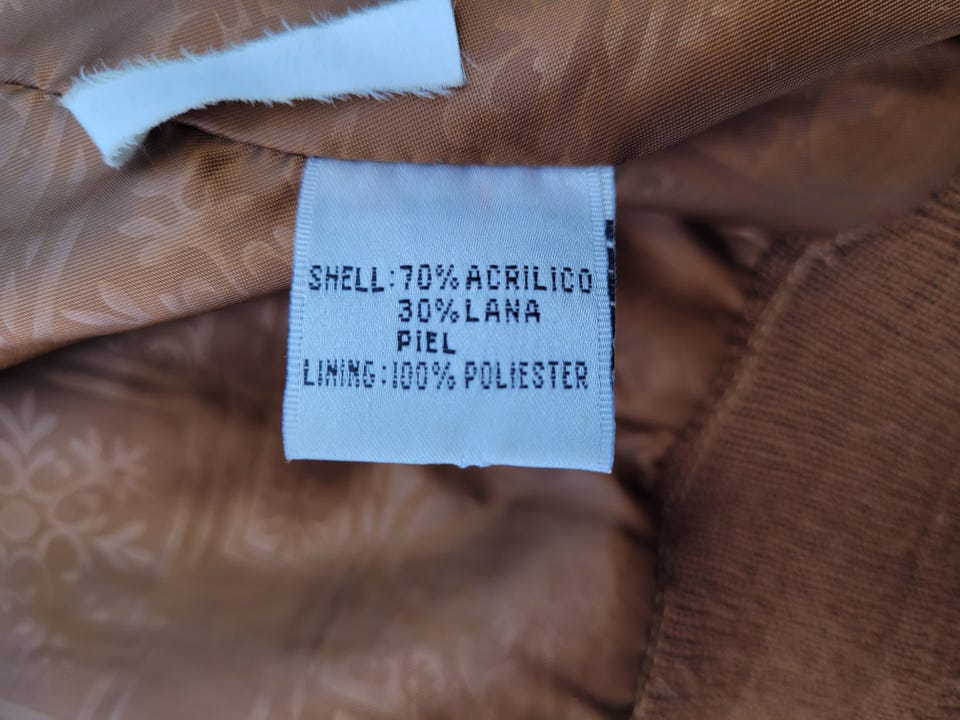 SHELL:70% ACRILICO
30% LANA
PIEL
LINING:100% POLIESTER